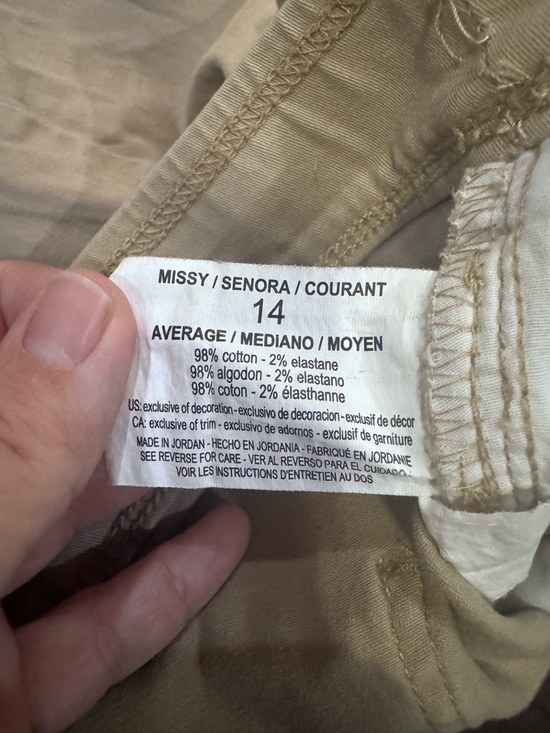 MISSY / SENORA / COURANT
14
AVERAGE / MEDIANO / MOYEN
98% cotton - 2% elastane
98% algodon - 2% elastano
98% coton - 2% élasthanne
US: exclusive of decoration - exclusivo de decoracion - exclusif de décor
CA: exclusive of trim - exclusivo de adornos - exclusif de garniture
MADE IN JORDAN - HECHO EN JORDANIA - FABRIQUÉ EN JORDANIE
SEE REVERSE FOR CARE - VER AL REVERSO PARA EL CUIDADO -
VOIR LES INSTRUCTIONS D'ENTRETIEN AU DOS